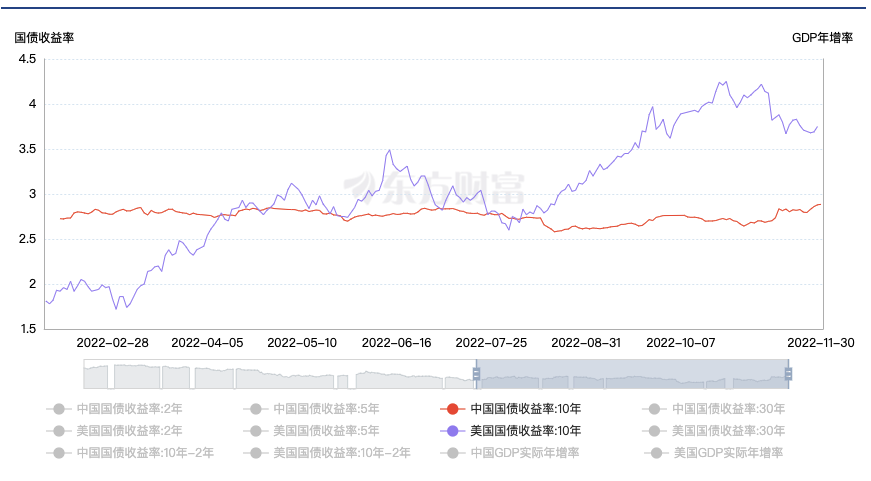 国债收益率 GDP年增率
4.5
4
3.5
3
2.5
2
1.5
东方财富
2022-02-28 2022-04-05 2022-05-10 2022-06-16 2022-07-25 2022-08-31 2022-10-07 2022-11-30
中国国债收益率:2年 中国国债收益率:5年 中国国债收益率:10年 中国国债收益率:30年
美国国债收益率:2年 美国国债收益率:5年 美国国债收益率:10年 美国国债收益率:30年
中国国债收益率:10年-2年 美国国债收益率:10年-2年 中国GDP实际年增率 美国GDP实际年增率